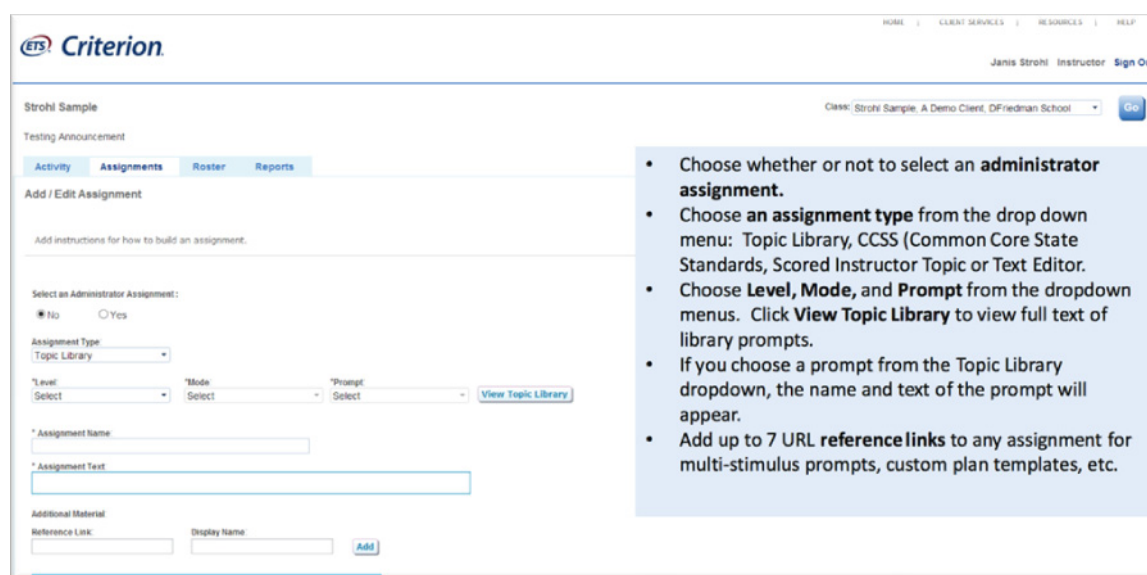 HOME | CLIENT SERVICES | RESOURCES | HELP
ETS Criterion.
Janis Strohl Instructor Sign Ou
Strohl Sample
Class: Strohl Sample, A Demo Client, DFriedman School Go
Testing Announcement
Activity Assignments Roster Reports
Add / Edit Assignment
Add instructions for how to build an assignment.
Select an Administrator Assignment :
No Yes
Assignment Type:
Topic Library
*Level: *Mode: *Prompt:
Select Select Select View Topic Library
* Assignment Name:
* Assignment Text:
Additional Material:
Reference Link: Display Name:
Add
• Choose whether or not to select an administrator
assignment.
• Choose an assignment type from the drop down
menu: Topic Library, CCSS (Common Core State
Standards, Scored Instructor Topic or Text Editor.
• Choose Level, Mode, and Prompt from the dropdown
menus. Click View Topic Library to view full text of
library prompts.
• If you choose a prompt from the Topic Library
dropdown, the name and text of the prompt will
appear.
• Add up to 7 URL reference links to any assignment for
multi-stimulus prompts, custom plan templates, etc.